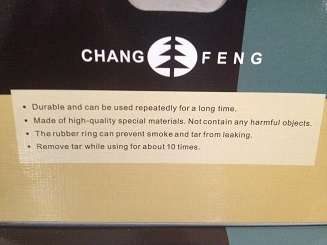 CHANG FENG
• Durable and can be used repeatedly for a long time.
• Made of high-quality special materials. Not contain any harmful objects.
• The rubber ring can prevent smoke and tar from leaking.
• Remove tar while using for about 10 times.